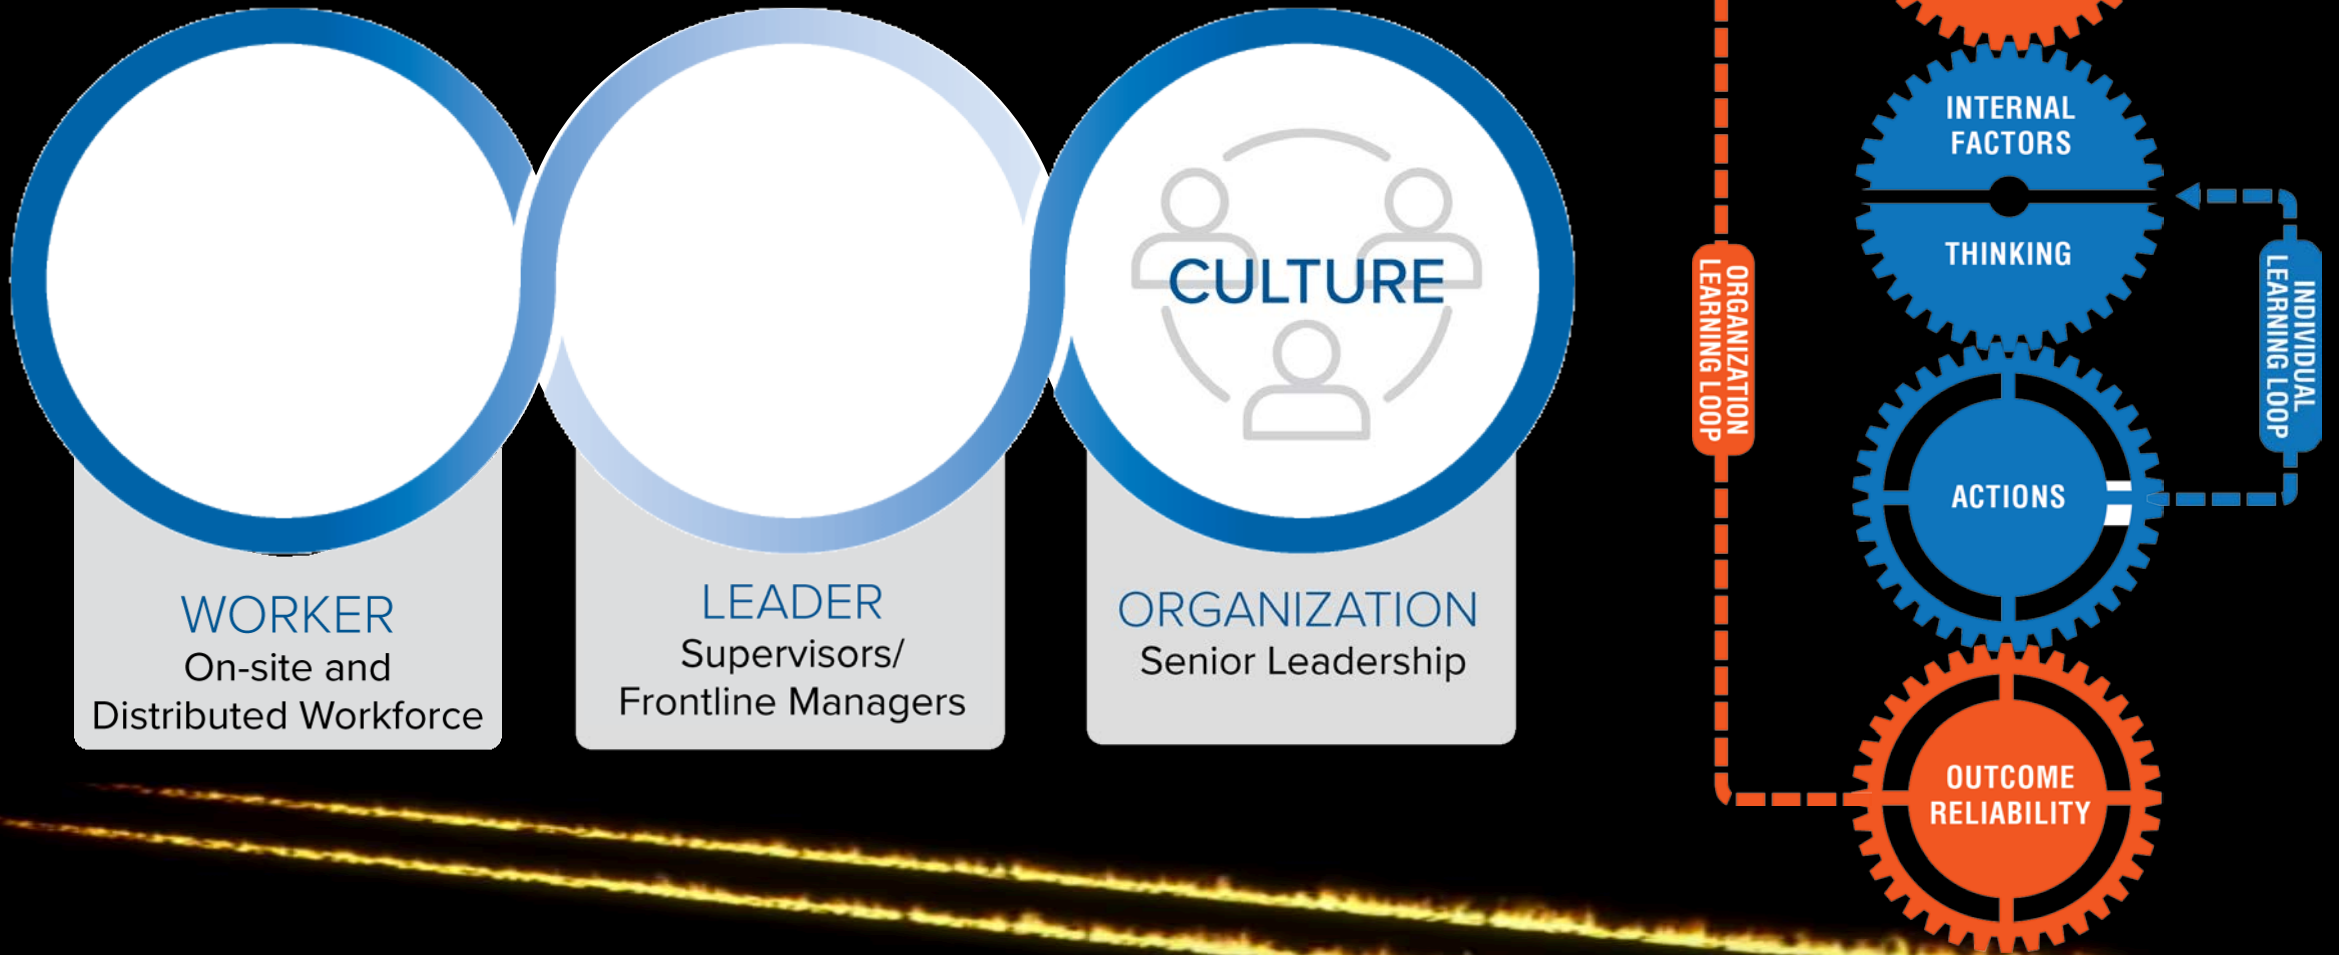 CULTURE
WORKER
On-site and
Distributed Workforce
LEADER
Supervisors/
Frontline Managers
ORGANIZATION
Senior Leadership
ORGANIZATION
LEARNING LOOP
INTERNAL
FACTORS
THINKING
INDIVIDUAL
LEARNING LOOP
ACTIONS
OUTCOME
RELIABILITY